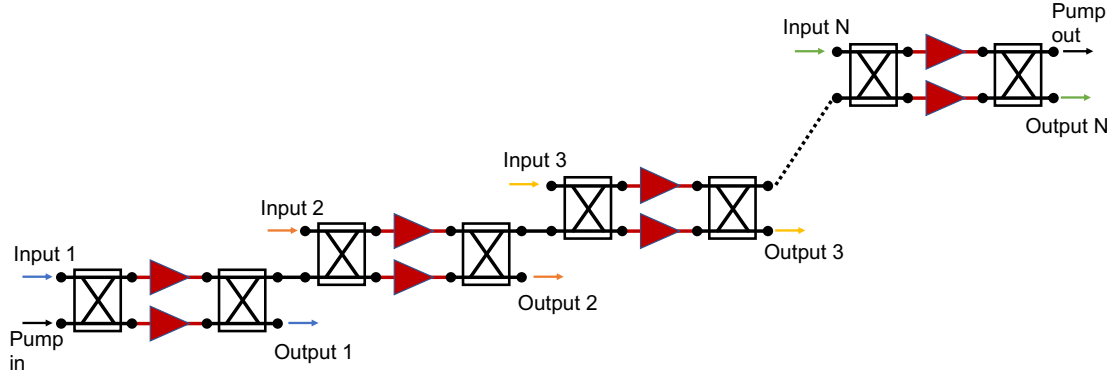 Input N
Pump
out
Output N
Input 3
Output 3
Input 2
Output 2
Input 1
Pump
in
Output 1